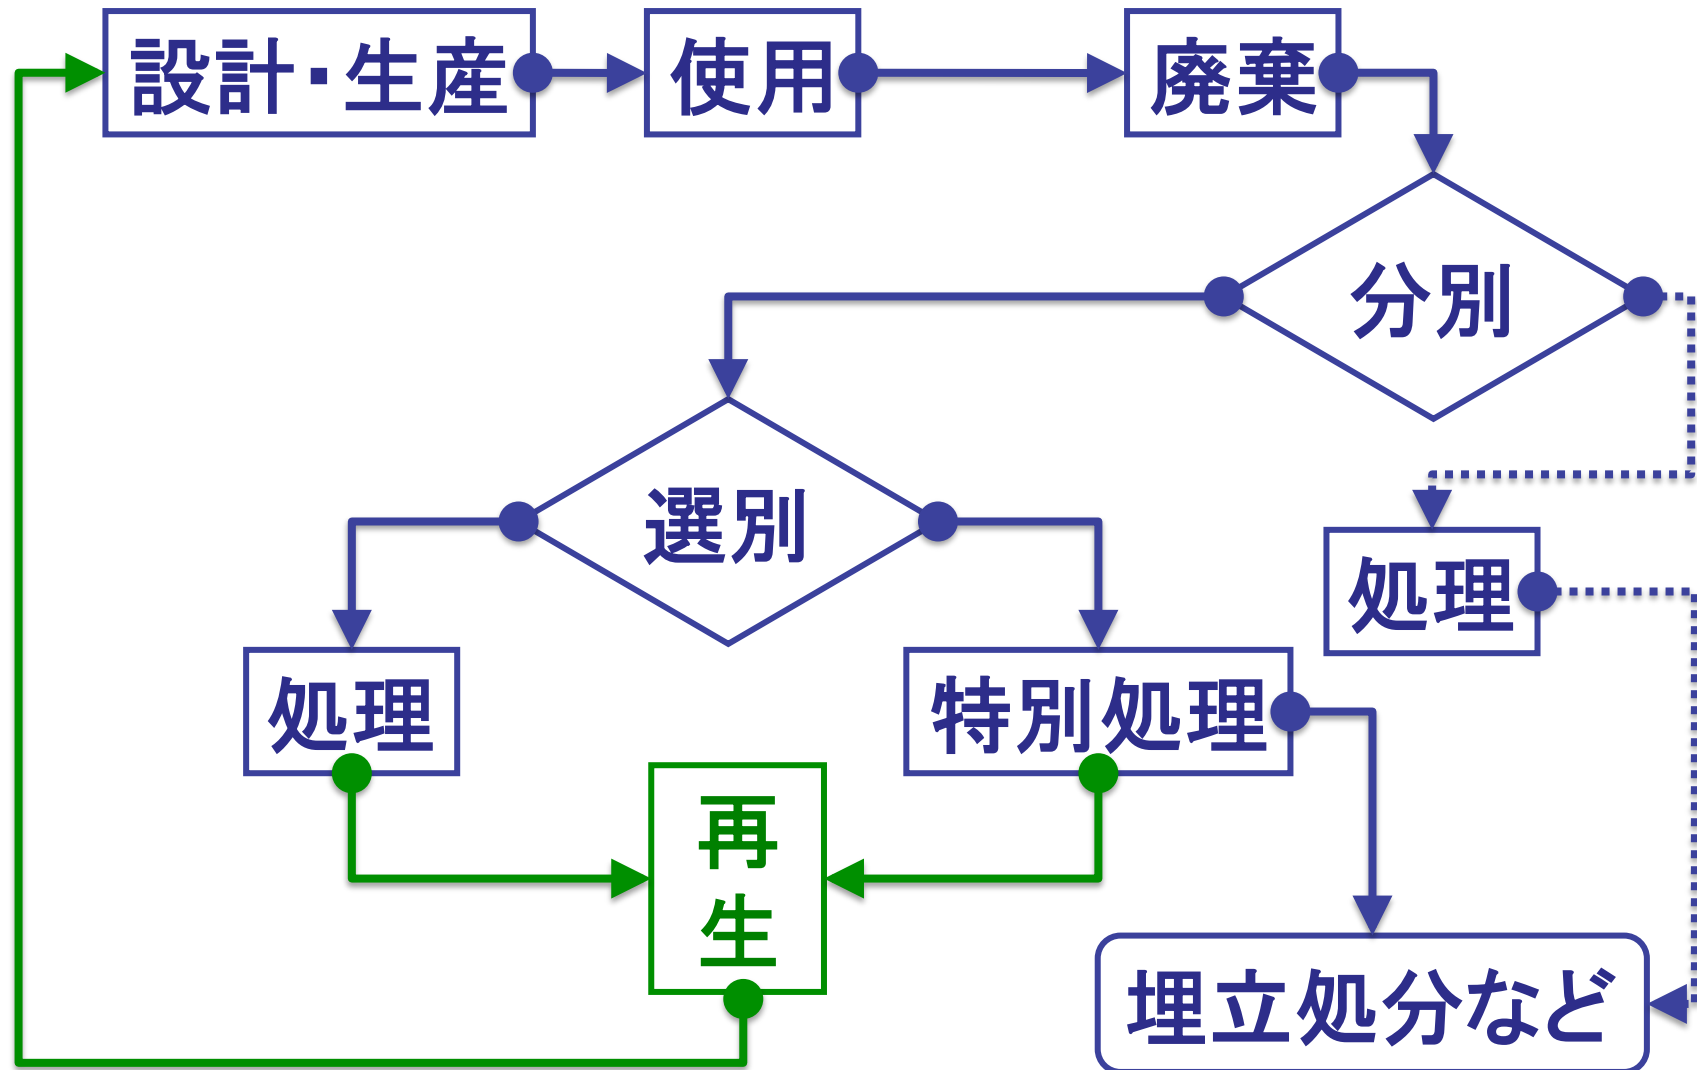 設計・生産
使用
廃棄
分別
選別
処理
処理
特別処理
再
生
埋立処分など